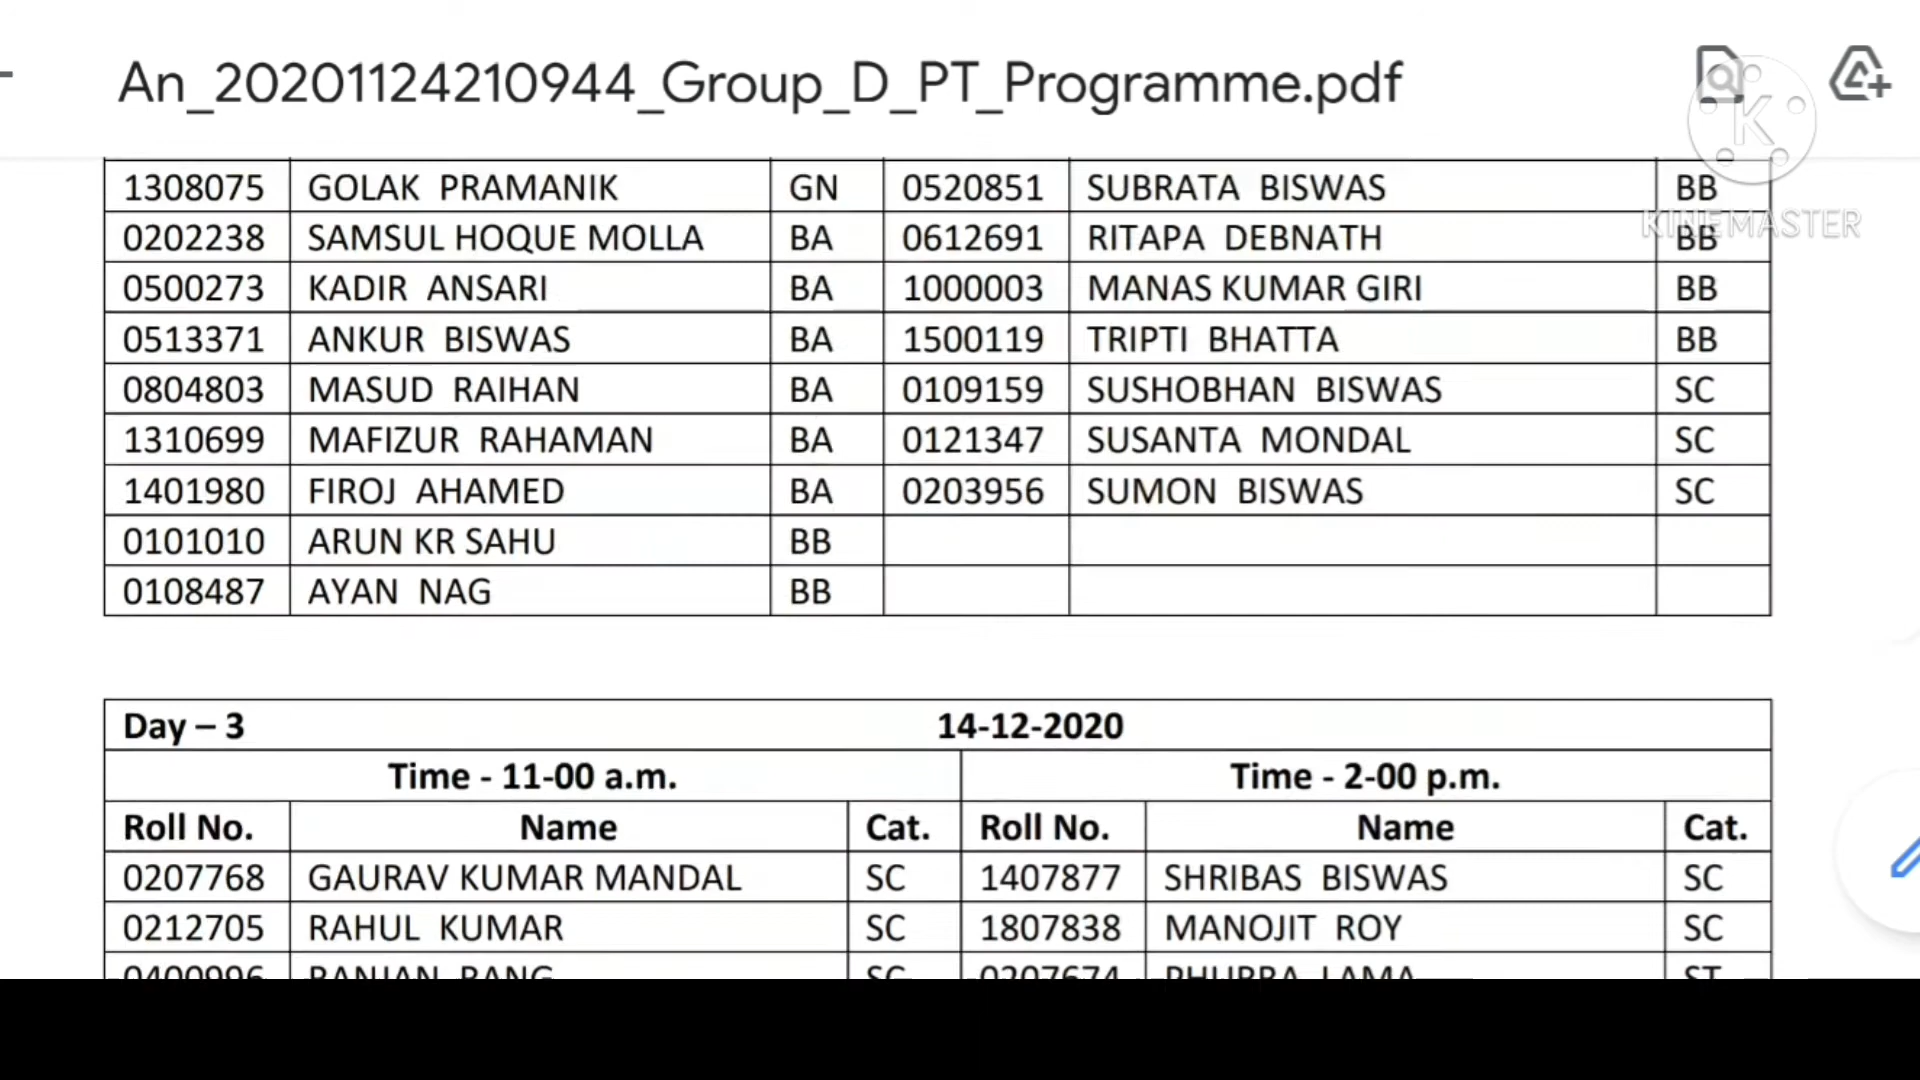 An_20201124210944_Group_D_PT_Programme.pdf
K
KINEMASTER
1308075 GOLAK PRAMANIK GN 0520851 SUBRATA BISWAS BB
0202238 SAMSUL HOQUE MOLLA BA 0612691 RITAPA DEBNATH BB
0500273 KADIR ANSARI BA 1000003 MANAS KUMAR GIRI BB
0513371 ANKUR BISWAS BA 1500119 TRIPTI BHATTA BB
0804803 MASUD RAIHAN BA 0109159 SUSHOBHAN BISWAS SC
1310699 MAFIZUR RAHAMAN BA 0121347 SUSANTA MONDAL SC
1401980 FIROJ AHAMED BA 0203956 SUMON BISWAS SC
0101010 ARUN KR SAHU BB
0108487 AYAN NAG BB
Day – 3 14-12-2020
Time - 11-00 a.m. Time - 2-00 p.m.
Roll No. Name Cat. Roll No. Name Cat.
0207768 GAURAV KUMAR MANDAL SC 1407877 SHRIBAS BISWAS SC
0212705 RAHUL KUMAR SC 1807838 MANOJIT ROY SC
SC LAMA ST